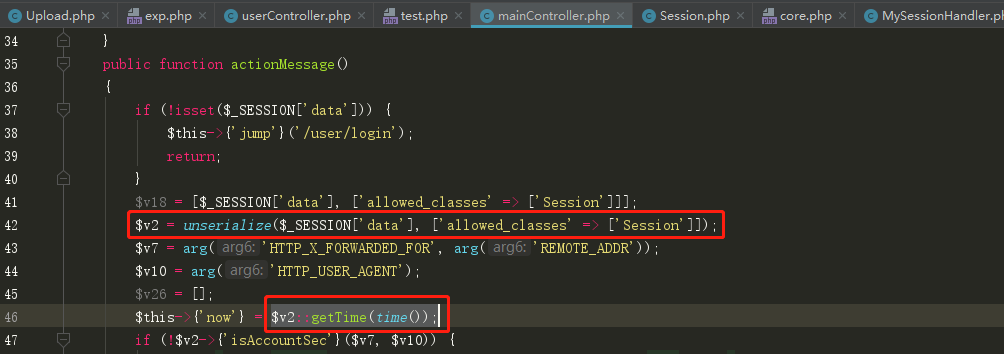 Upload.php × exp.php × userController.php × test.php × mainController.php × Session.php × core.php × MySessionHandler.ph
34 }
35 public function actionMessage()
36 {
37 if (!isset($_SESSION['data'])) {
38 $this->{'jump'}('/user/login');
39 return;
40 }
41 $v18 = [$_SESSION['data'], ['allowed_classes' => ['Session']]];
42 $v2 = unserialize($_SESSION['data'], ['allowed_classes' => ['Session']]);
43 $v7 = arg( arg6: 'HTTP_X_FORWARDED_FOR', arg( arg6: 'REMOTE_ADDR'));
44 $v10 = arg( arg6: 'HTTP_USER_AGENT');
45 $v26 = [];
46 $this->{'now'} = $v2::getTime(time());
47 if (!$v2->{'isAccountSec'}($v7, $v10)) {